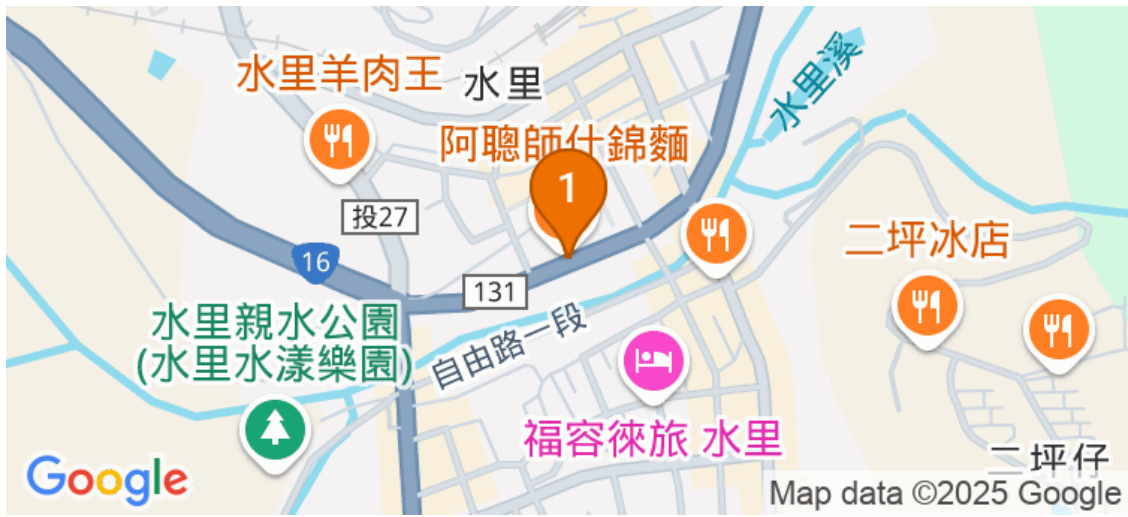 水里羊肉王
水里
水里溪
阿聰師什錦麵
1
投27
二坪冰店
16
131
水里親水公園
(水里水漾樂園)
自由路一段
福容徠旅 水里
二坪仔
Google
Map data ©2025 Google